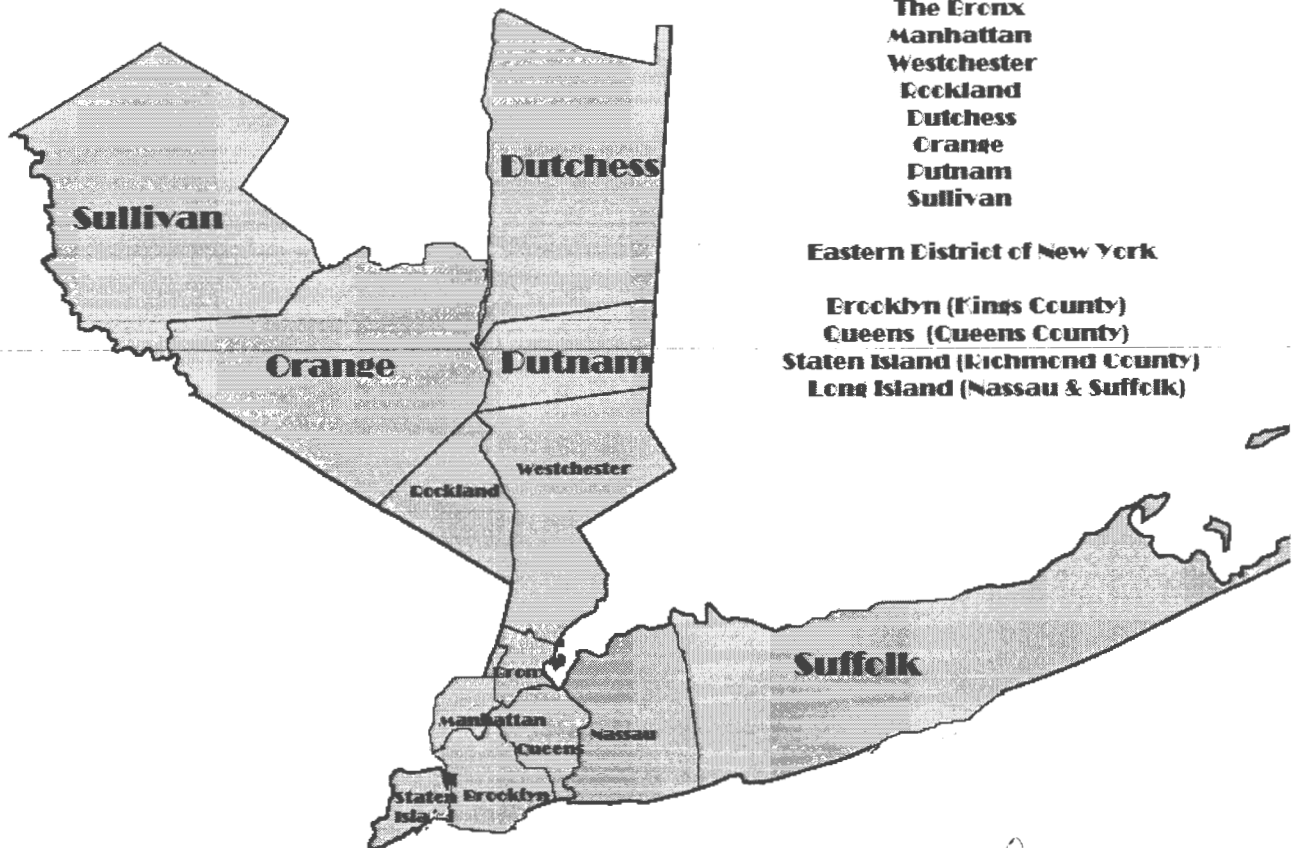 The Bronx
Manhattan
Westchester
Rockland
Dutchess
Orange
Putnam
Sullivan
Eastern District of New York
Brooklyn (Kings County)
Queens (Queens County)
Staten Island (Richmond County)
Long Island (Nassau & Suffolk)
Dutchess
Sullivan
Orange
Putnam
Westchester
Rockland
Suffolk
Bronx
Manhattan
Nassau
Queens
Staten
Island
Brooklyn